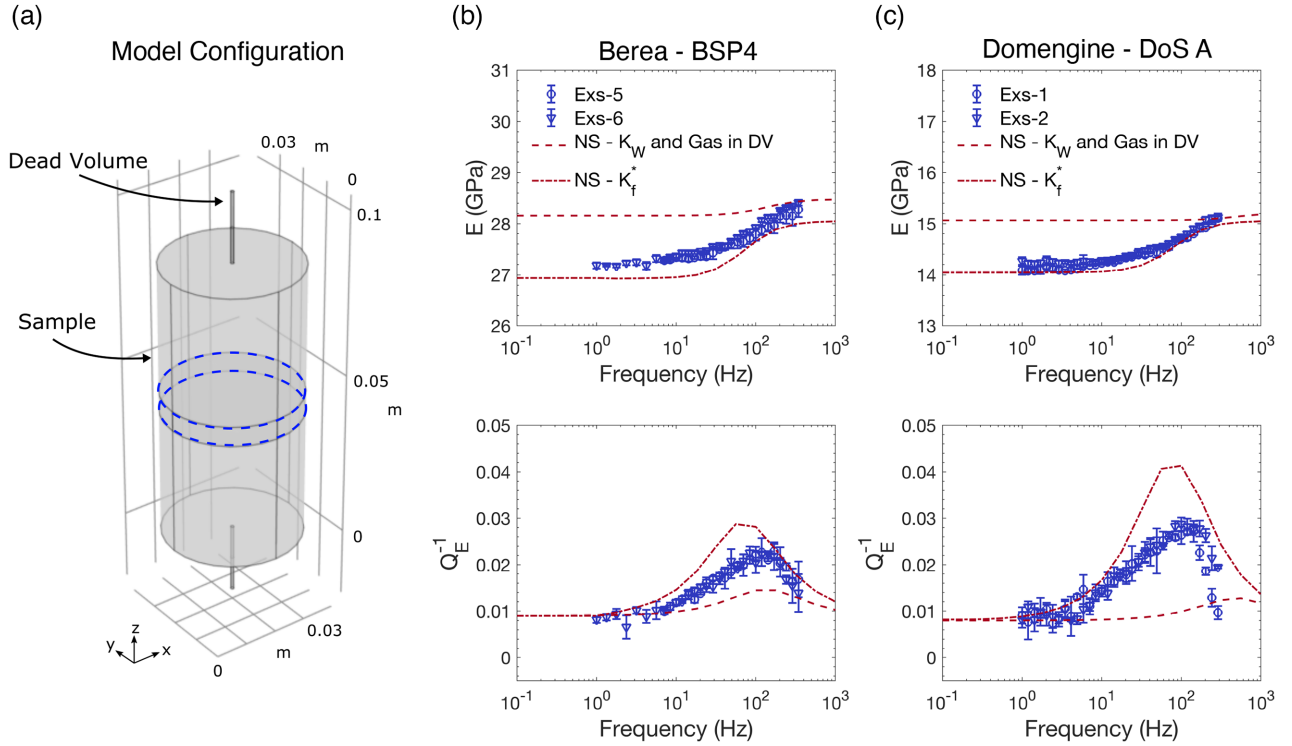 (a)
Model Configuration
Dead Volume
Sample
0.03
m
0
0.1
0.05
m
0
0.03
m
0
z
y
x
(b)
Berea - BSP4
31
30
29
28
27
26
E (GPa)
Exs-5
Exs-6
NS - K_W and Gas in DV
NS - K_f^*
10^-1 10^0 10^1 10^2 10^3
Frequency (Hz)
0.05
0.04
0.03
0.02
0.01
0
Q_E^-1
10^-1 10^0 10^1 10^2 10^3
Frequency (Hz)
(c)
Domengine - DoS A
18
17
16
15
14
13
E (GPa)
Exs-1
Exs-2
NS - K_W and Gas in DV
NS - K_f^*
10^-1 10^0 10^1 10^2 10^3
Frequency (Hz)
0.05
0.04
0.03
0.02
0.01
0
Q_E^-1
10^-1 10^0 10^1 10^2 10^3
Frequency (Hz)